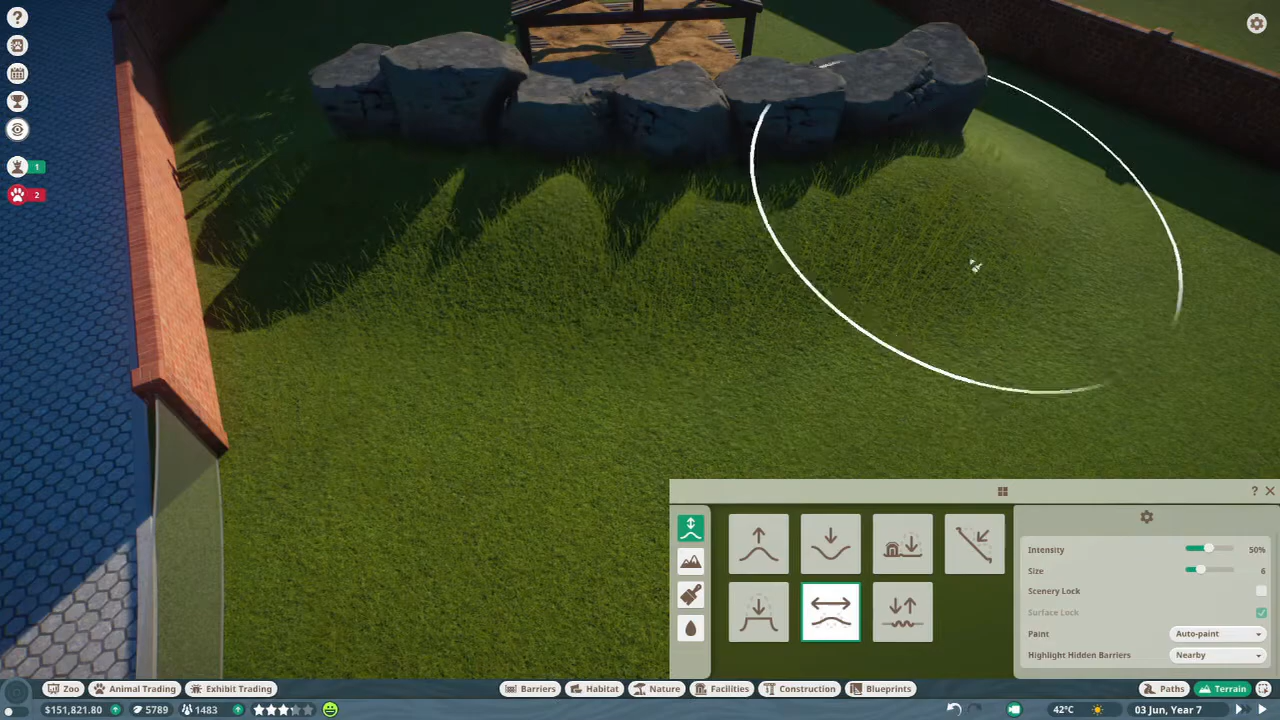 ?
1
2
?
Intensity 50%
Size 6
Scenery Lock
Surface Lock
Paint Auto-paint
Highlight Hidden Barriers Nearby
Zoo Animal Trading Exhibit Trading Barriers Habitat Nature Facilities Construction Blueprints Paths Terrain
$151,821.80 5789 1483 42°C 03 Jun, Year 7